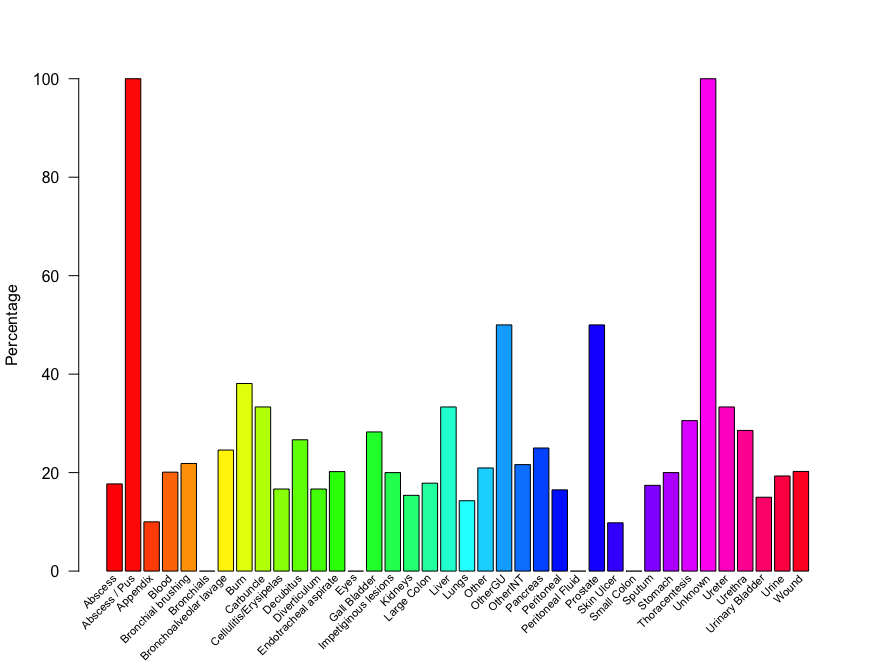 100
80
60
40
20
0
Percentage
Abscess
Abscess / Pus
Appendix
Blood
Bronchial brushing
Bronchials
Bronchoalveolar lavage
Burn
Carbuncle
Cellulitis/Erysipelas
Decubitus
Diverticulum
Endotracheal aspirate
Eyes
Gall Bladder
Impetiginous lesions
Kidneys
Large Colon
Liver
Lungs
Other
OtherGU
OtherINT
Pancreas
Peritoneal
Peritoneal Fluid
Prostate
Skin Ulcer
Small Colon
Sputum
Stomach
Thoracentesis
Unknown
Ureter
Urethra
Urinary Bladder
Urine
Wound